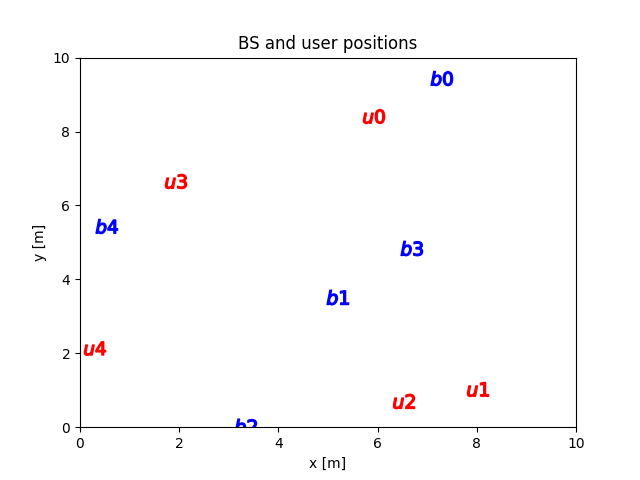 BS and user positions
10
b0
u0
8
u3
6
b4
b3
y [m]
4
b1
u4
2
u1
u2
b2
0
0 2 4 6 8 10
x [m]